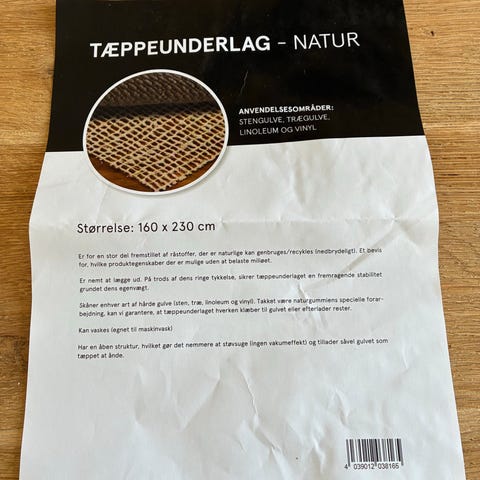 TÆPPEUNDERLAG – NATUR
ANVENDELSESOMRÅDER:
STENGULVE, TRÆGULVE,
LINOLEUM OG VINYL
Størrelse: 160 x 230 cm
Er for en stor del fremstillet af råstoffer, der er naturlige kan genbruges/recykles (nedbrydeligt). Et bevis
for, hvilke produktegenskaber der er mulige uden at belaste miljøet.
Er nemt at lægge ud. På trods af dens ringe tykkelse, sikrer tæppeunderlaget en fremragende stabilitet
grundet dens egenvægt.
Skåner enhver art af hårde gulve (sten, træ, linoleum og vinyl). Takket være naturgummiens specielle forar-
bejdning, kan vi garantere, at tæppeunderlaget hverken klæber til gulvet eller efterlader rester.
Kan vaskes (egnet til maskinvask)
Har en åben struktur, hvilket gør det nemmere at støvsuge (ingen vakumeffekt) og tillader såvel gulvet som
tæppet at ånde.
4 039012 038165